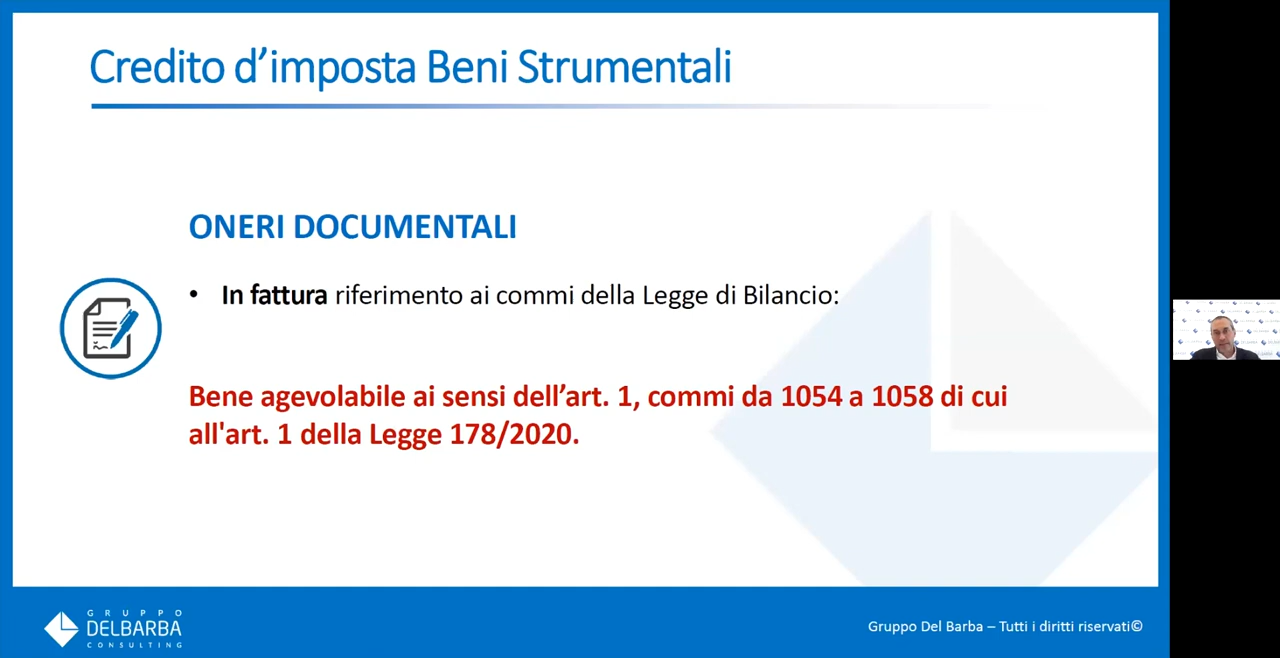 Credito d’imposta Beni Strumentali
ONERI DOCUMENTALI
• In fattura riferimento ai commi della Legge di Bilancio:
Bene agevolabile ai sensi dell’art. 1, commi da 1054 a 1058 di cui
all'art. 1 della Legge 178/2020.
GRUPPO
DELBARBA
CONSULTING
Gruppo Del Barba – Tutti i diritti riservati©